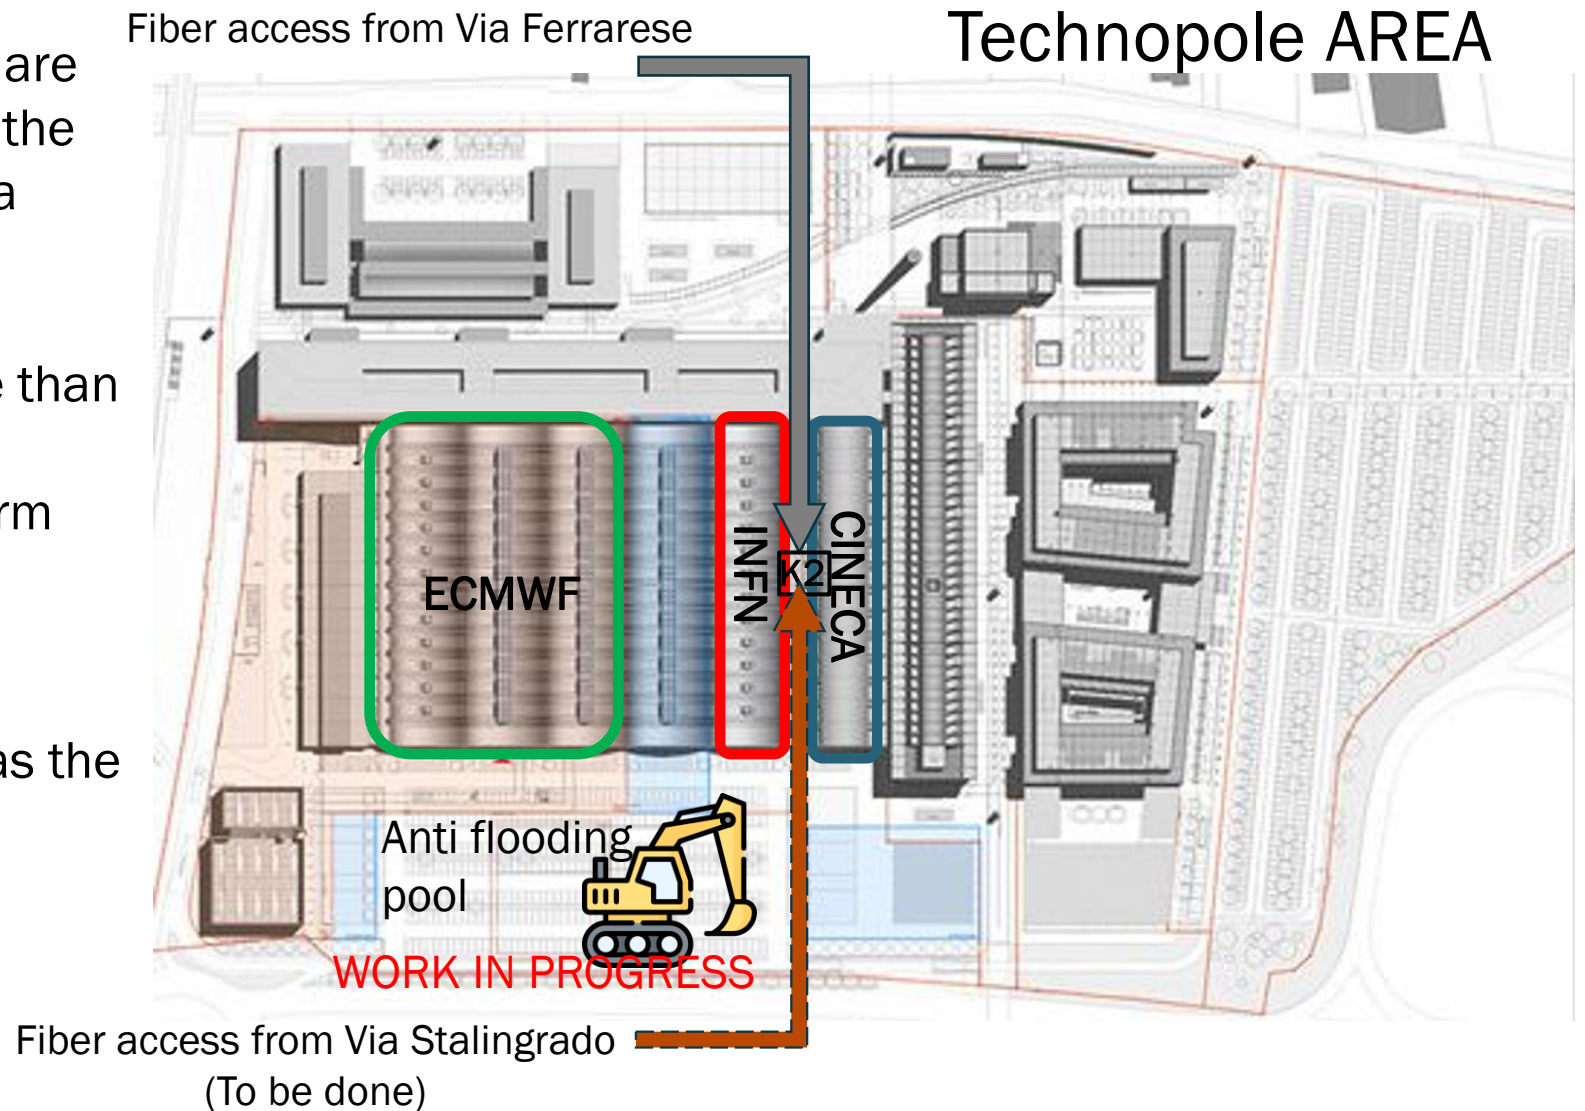 Fiber access from Via Ferrarese
Technopole AREA
are
the
a
than
rm
as the
ECMWF
INFN
K2
CINECA
Anti flooding
pool
WORK IN PROGRESS
Fiber access from Via Stalingrado
(To be done)